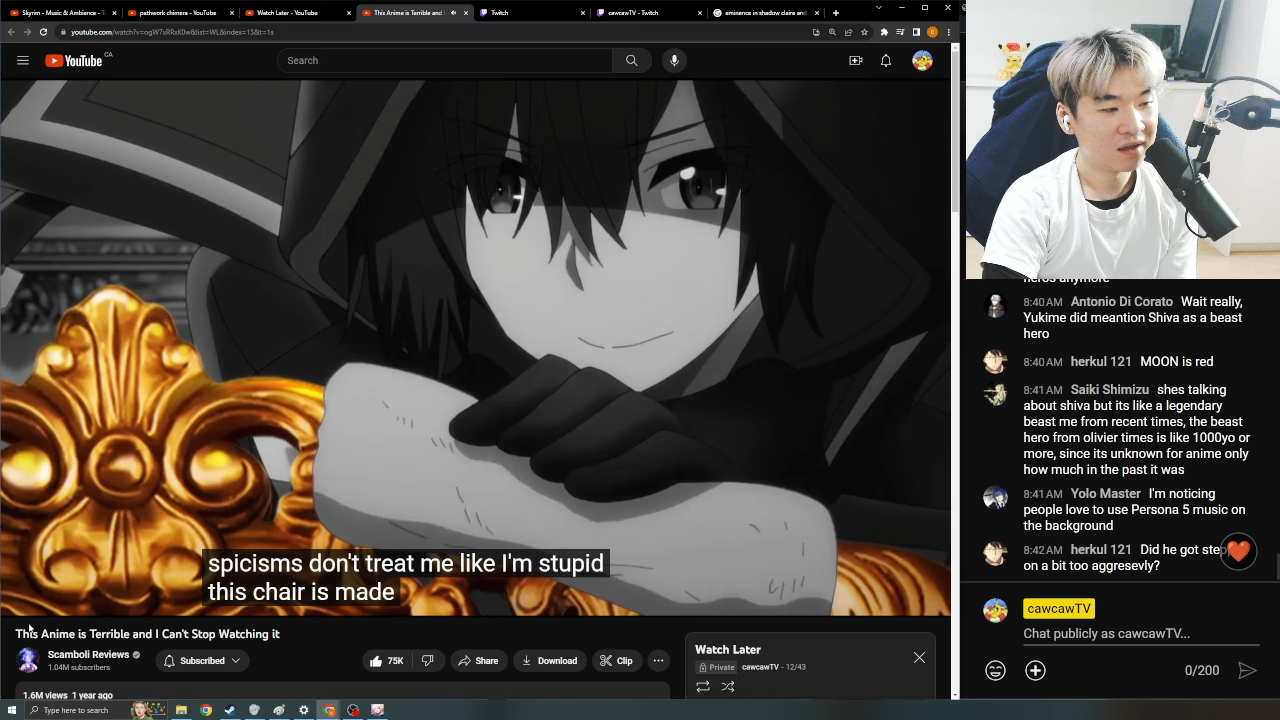 Skyrim - Music & Ambience - T
pathwork chimera - YouTube
Watch Later - YouTube
This Anime is Terrible and I
Twitch
cawcawTV - Twitch
eminence in shadow claire and
youtube.com/watch?v=ogW7xRRxK0w&list=WL&index=13&t=1s
YouTube CA
Search
spicisms don't treat me like I'm stupid
this chair is made
This Anime is Terrible and I Can't Stop Watching it
Scamboli Reviews
1.04M subscribers
Subscribed
75K
Share
Download
Clip
1.6M views 1 year ago
Watch Later
Private cawcawTV - 12/43
Type here to search
heros anymore
8:40 AM Antonio Di Corato Wait really,
Yukime did meantion Shiva as a beast
hero
8:40 AM herkul 121 MOON is red
8:41 AM Saiki Shimizu shes talking
about shiva but its like a legendary
beast me from recent times, the beast
hero from olivier times is like 1000yo or
more, since its unknown for anime only
how much in the past it was
8:41 AM Yolo Master I'm noticing
people love to use Persona 5 music on
the background
8:42 AM herkul 121 Did he got step
on a bit too aggresevly?
cawcawTV
Chat publicly as cawcawTV...
0/200